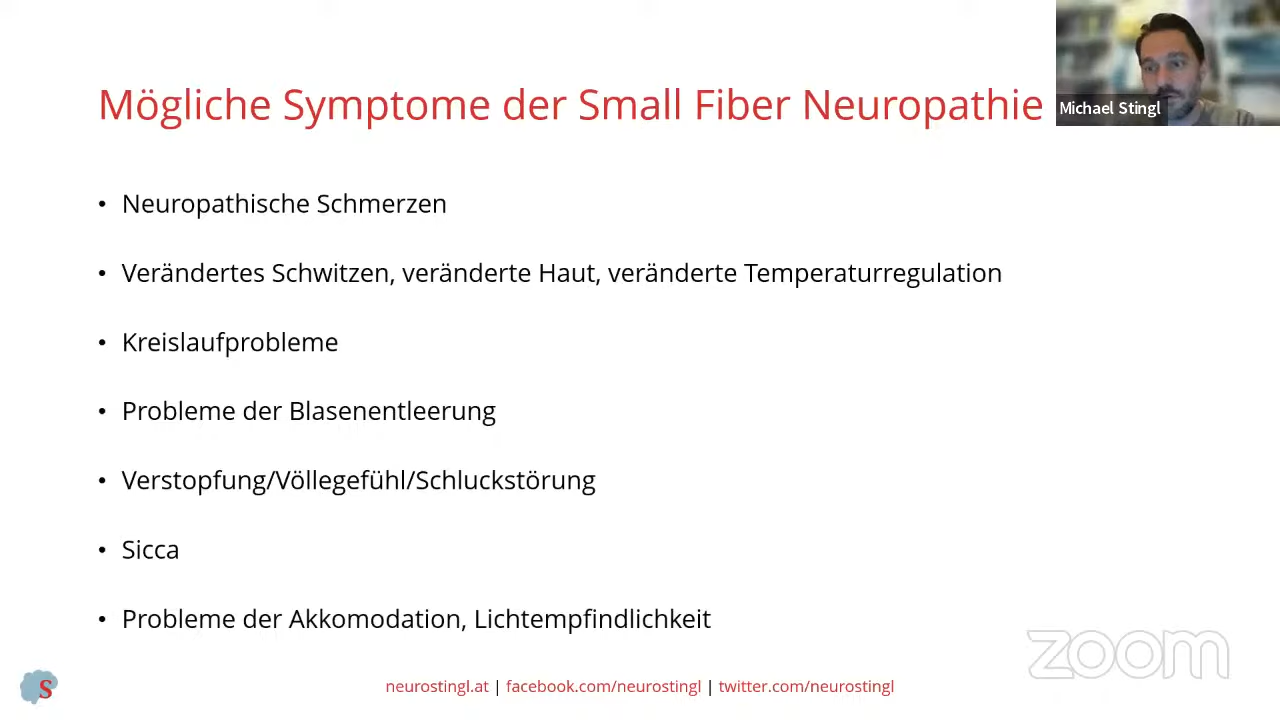 Mögliche Symptome der Small Fiber Neuropathie
Michael Stingl
• Neuropathische Schmerzen
• Verändertes Schwitzen, veränderte Haut, veränderte Temperaturregulation
• Kreislaufprobleme
• Probleme der Blasenentleerung
• Verstopfung/Völlegefühl/Schluckstörung
• Sicca
• Probleme der Akkomodation, Lichtempfindlichkeit
zoom
S
neurostingl.at | facebook.com/neurostingl | twitter.com/neurostingl